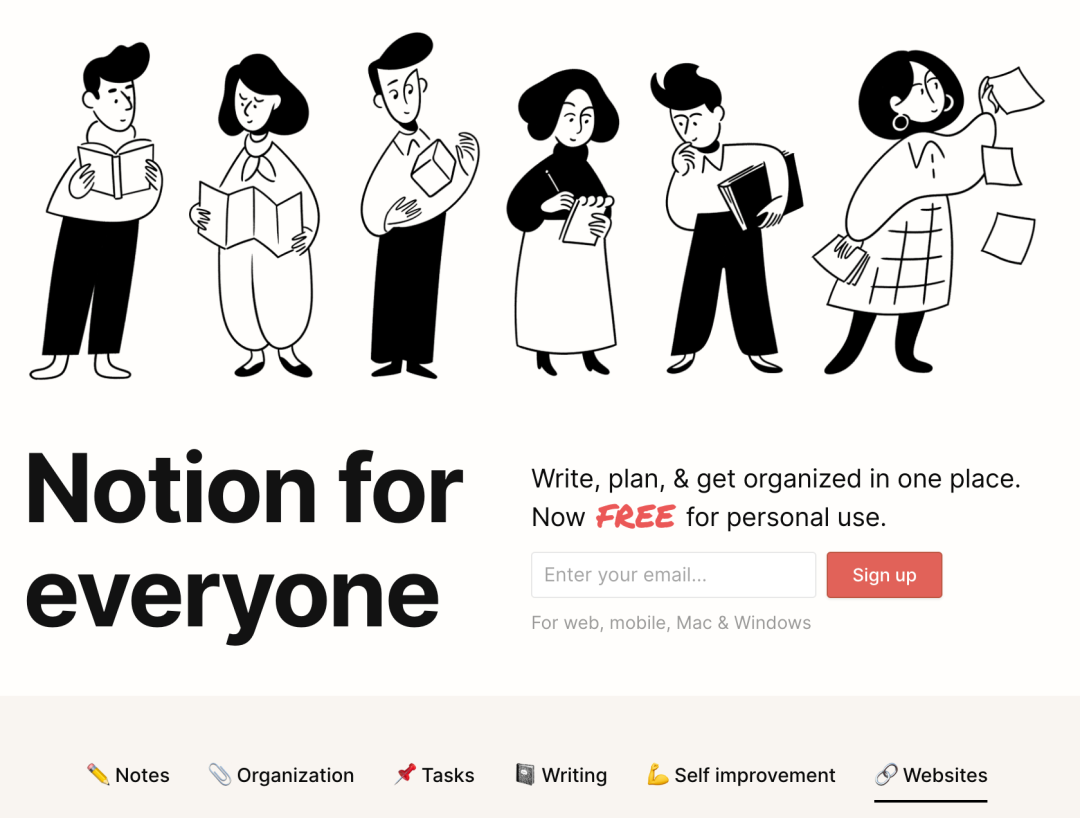 Notion for
everyone
Write, plan, & get organized in one place.
Now FREE for personal use.
Enter your email...
Sign up
For web, mobile, Mac & Windows
Notes
Organization
Tasks
Writing
Self improvement
Websites